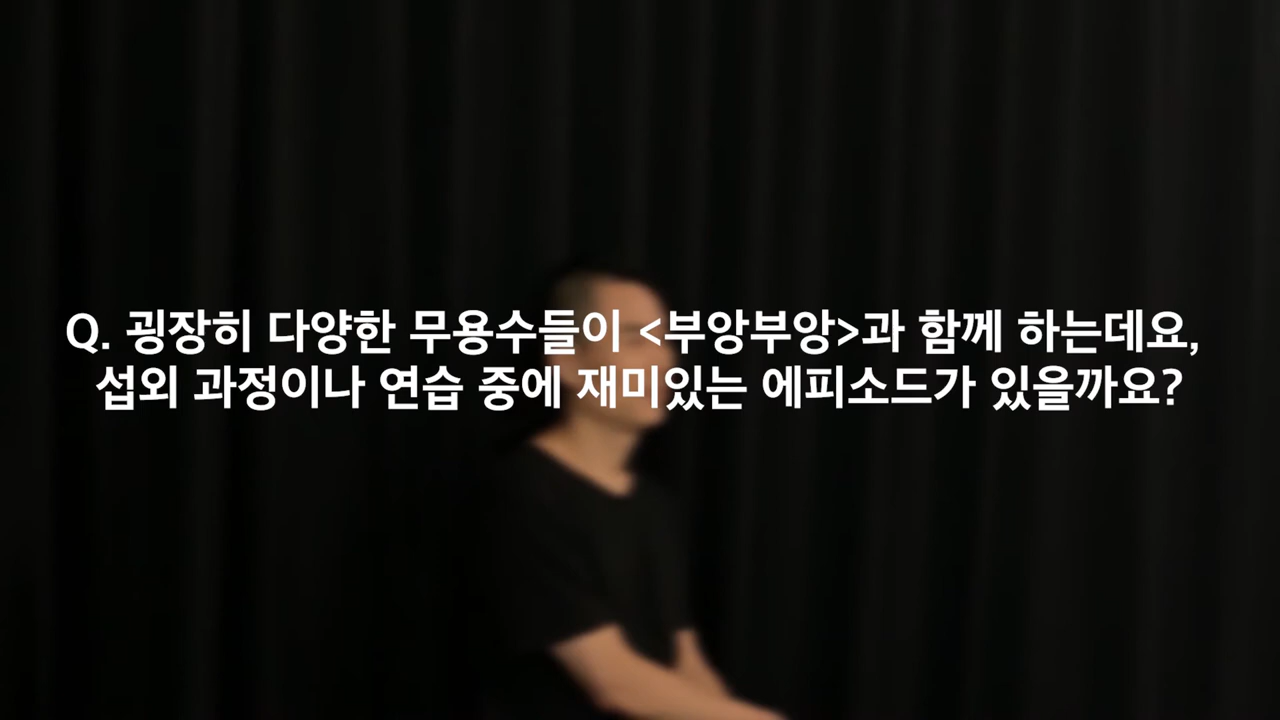 Q. 굉장히 다양한 무용수들이 <부앙부앙>과 함께 하는데요,
섭외 과정이나 연습 중에 재미있는 에피소드가 있을까요?